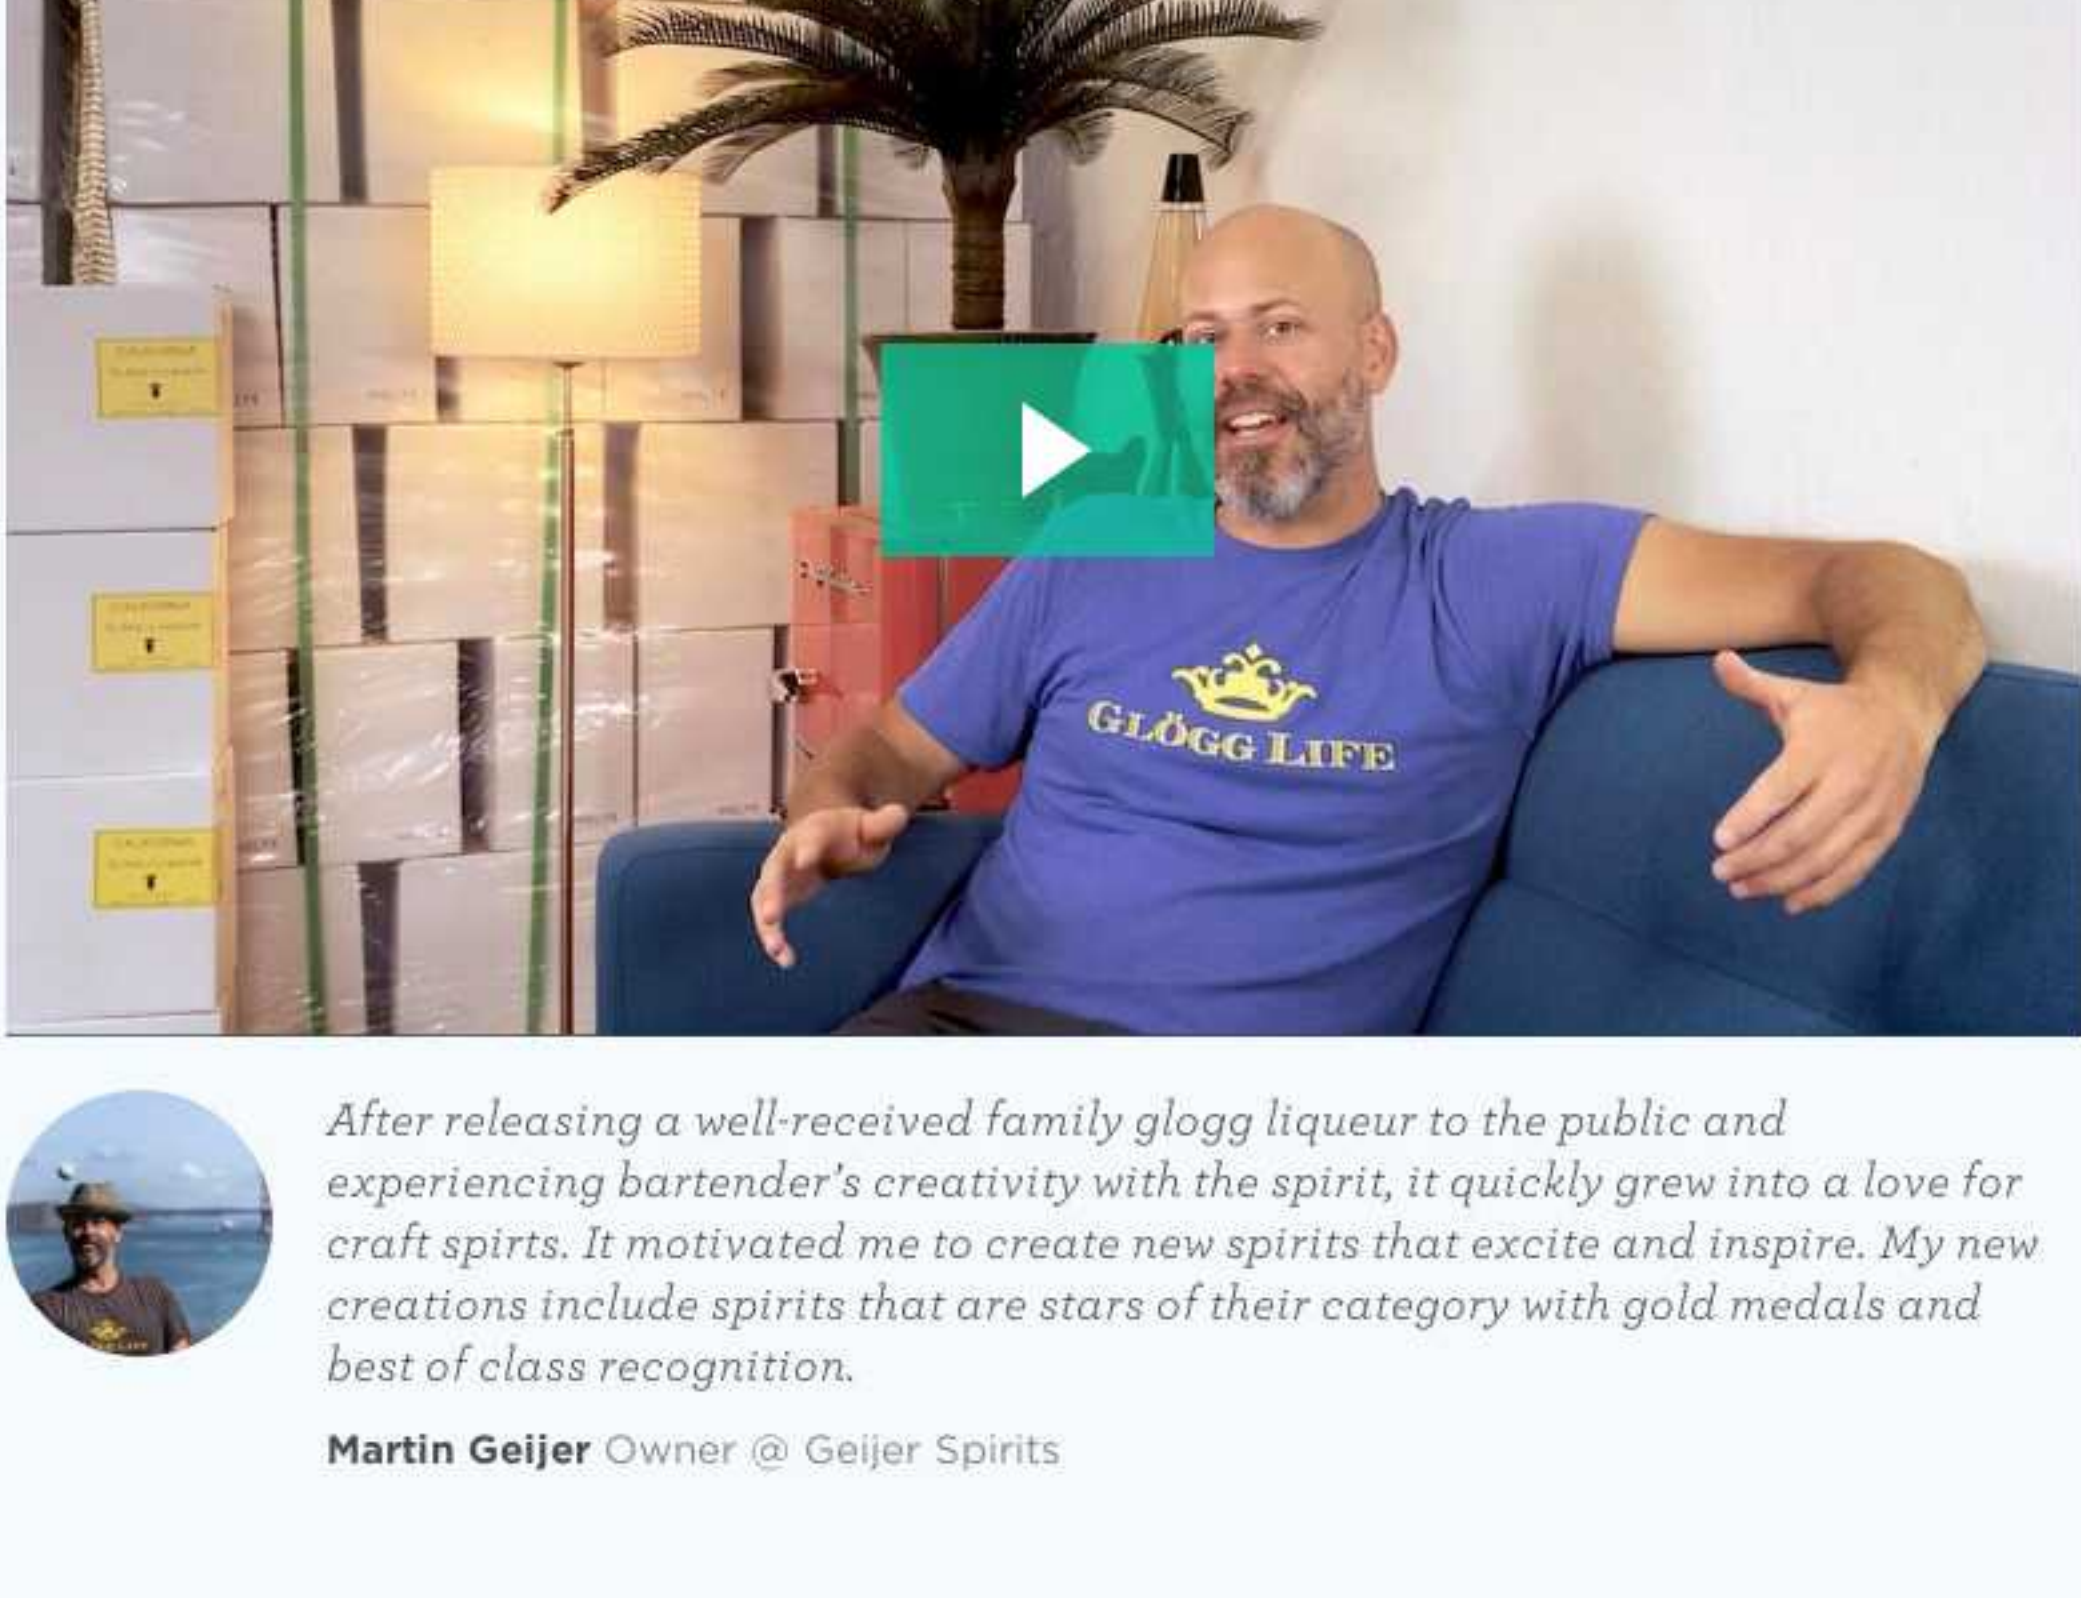 CALIFORNIA
CALIFORNIA
CALIFORNIA
GLÖGG LIFE
After releasing a well-received family glogg liqueur to the public and
experiencing bartender's creativity with the spirit, it quickly grew into a love for
craft spirts. It motivated me to create new spirits that excite and inspire. My new
creations include spirits that are stars of their category with gold medals and
best of class recognition.
Martin Geijer Owner @ Geijer Spirits